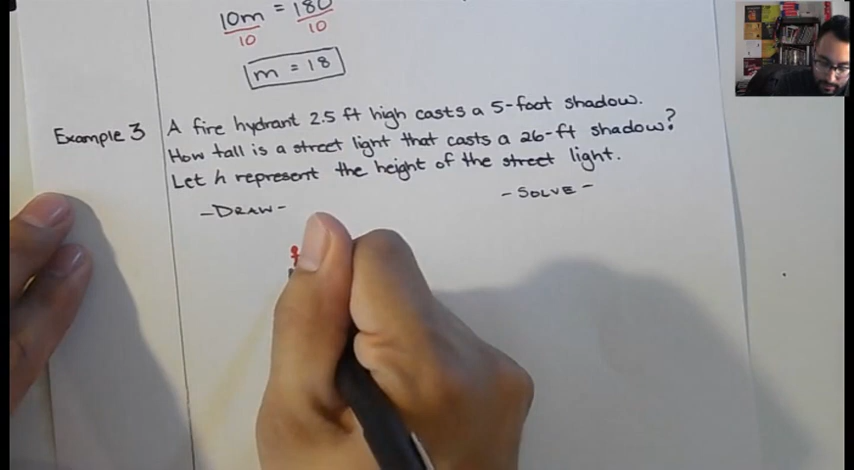 10m = 180
10 10
m = 18
Example 3 A fire hydrant 2.5 ft high casts a 5-foot shadow.
How tall is a street light that casts a 26-ft shadow?
Let h represent the height of the street light.
-DRAW- -SOLVE-